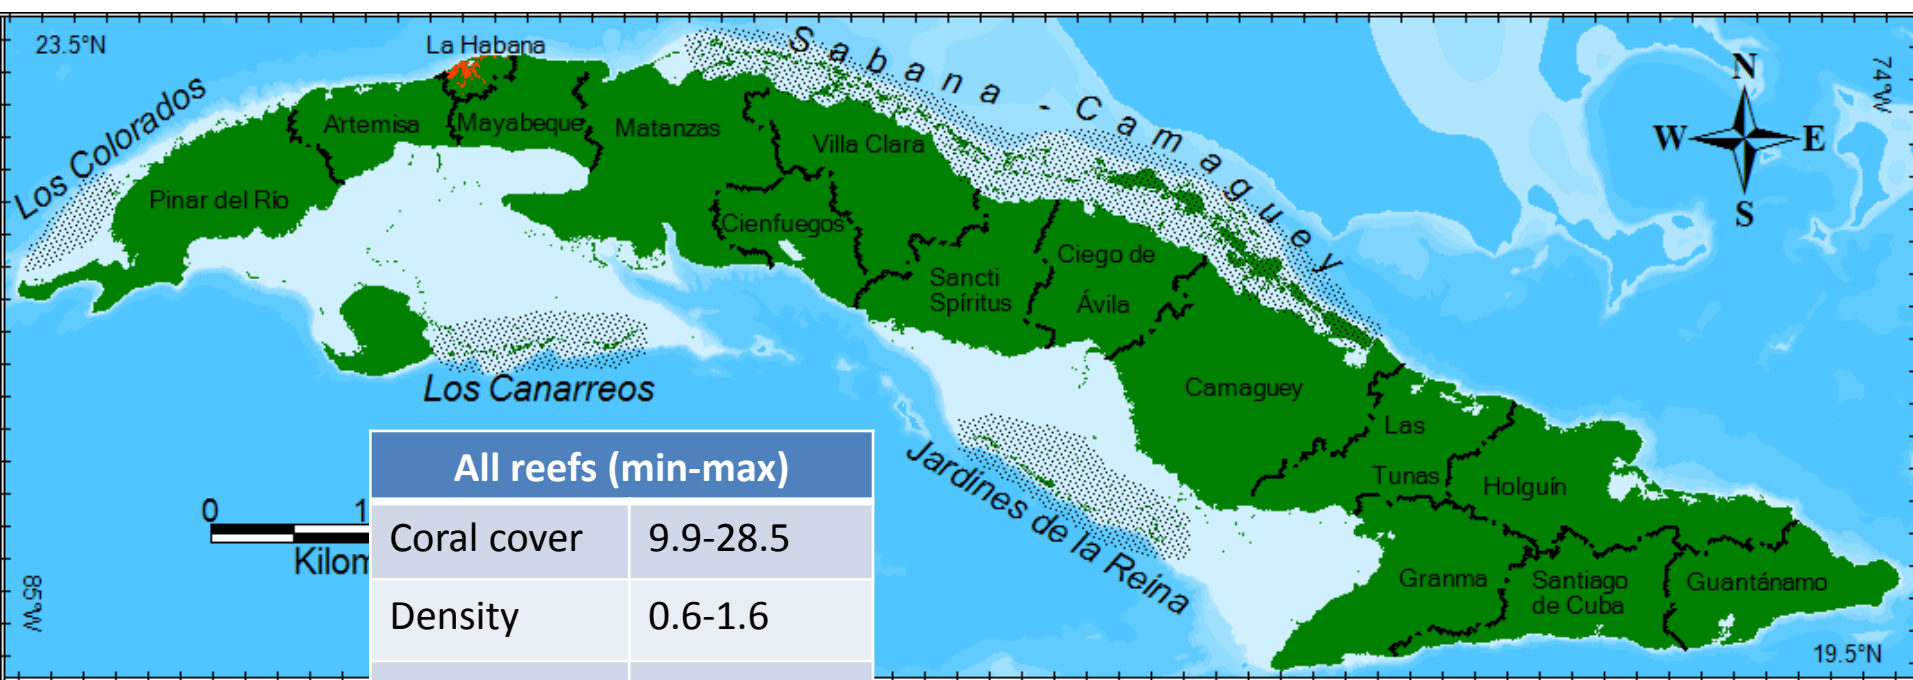 23.5°N
La Habana
Sabana - Camaguey
N
74°W
Los Colorados
Artemisa
Mayabeque
Matanzas
Villa Clara
W
E
Pinar del Río
S
Cienfuegos
Ciego de
Ávila
Sancti
Spíritus
Los Canarreos
Camaguey
Las
Tunas
Holguín
Jardines de la Reina
All reefs (min-max)
Coral cover 9.9-28.5
Density 0.6-1.6
0 1
Kilom
85°W
Granma
Santiago
de Cuba
Guantánamo
19.5°N